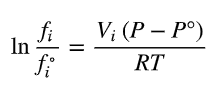 ln fᵢ / fᵢ° = Vᵢ (P − P°) / RT